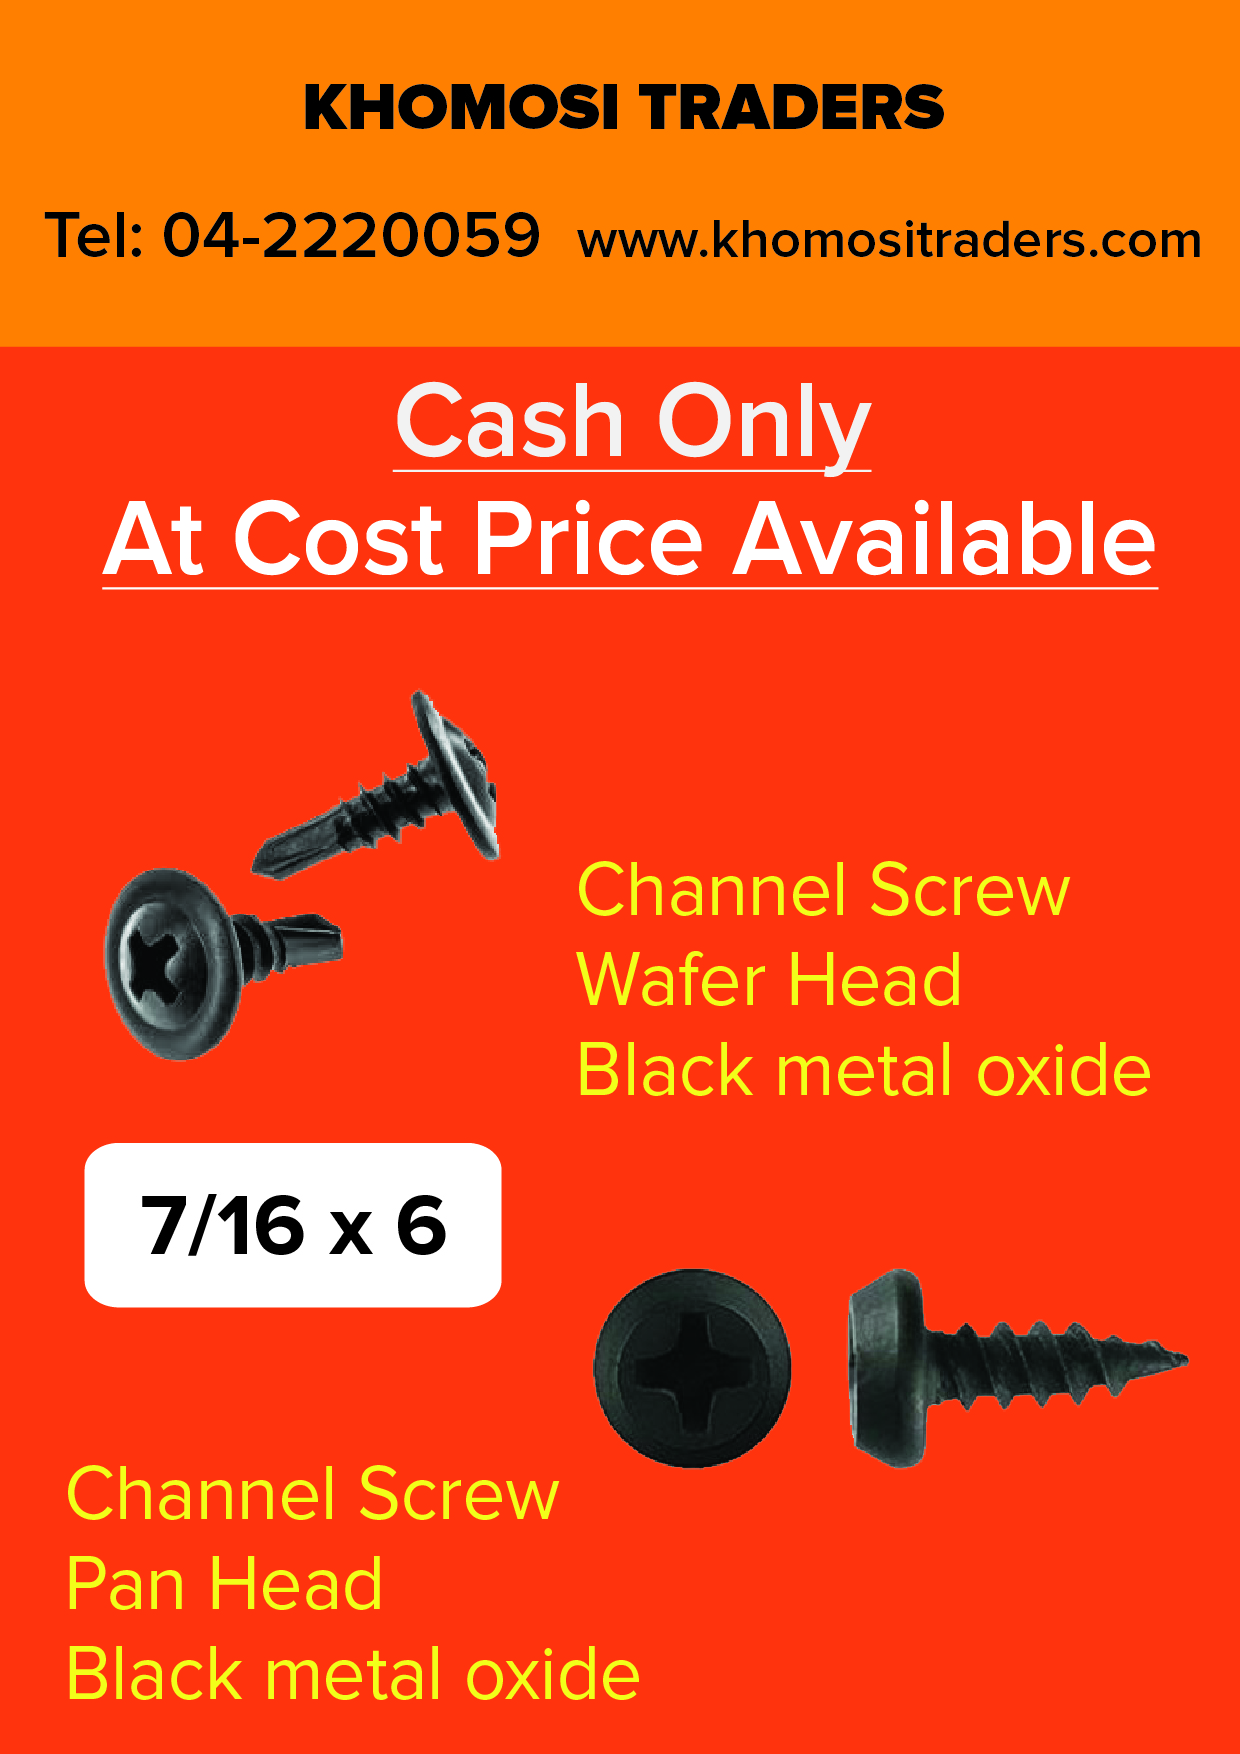 KHOMOSI TRADERS
Tel: 04-2220059 www.khomositraders.com
Cash Only
At Cost Price Available
Channel Screw
Wafer Head
Black metal oxide
7/16 x 6
Channel Screw
Pan Head
Black metal oxide